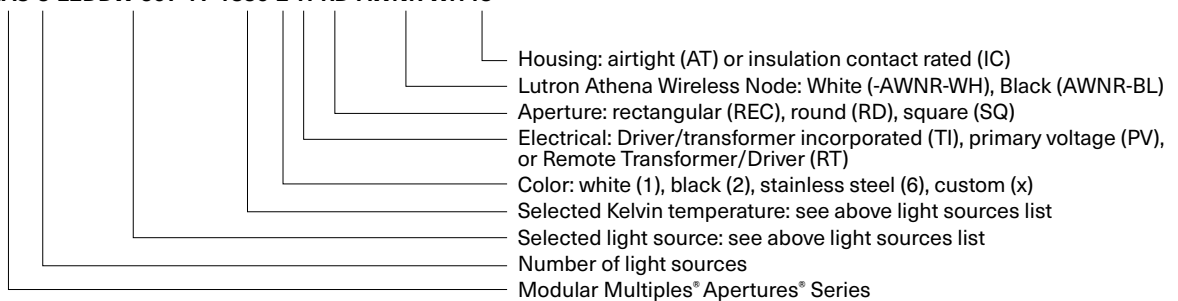 Housing: airtight (AT) or insulation contact rated (IC)
Lutron Athena Wireless Node: White (-AWNR-WH), Black (AWNR-BL)
Aperture: rectangular (REC), round (RD), square (SQ)
Electrical: Driver/transformer incorporated (TI), primary voltage (PV),
or Remote Transformer/Driver (RT)
Color: white (1), black (2), stainless steel (6), custom (x)
Selected Kelvin temperature: see above light sources list
Selected light source: see above light sources list
Number of light sources
Modular Multiples® Apertures® Series